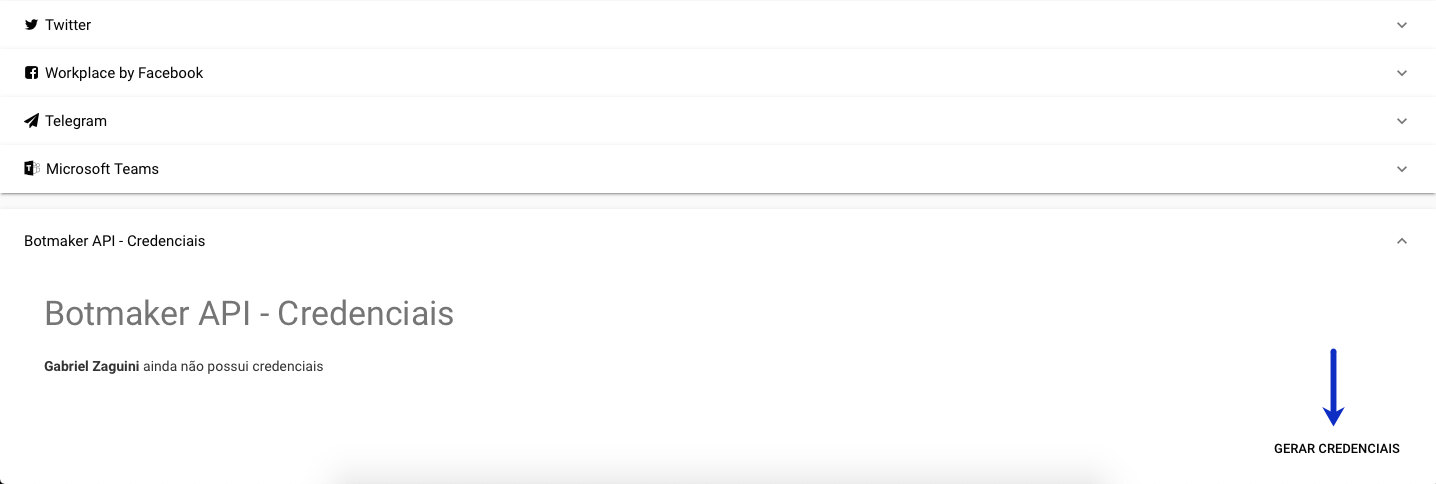 Twitter
Workplace by Facebook
Telegram
Microsoft Teams
Botmaker API - Credenciais
Botmaker API - Credenciais
Gabriel Zaguini ainda não possui credenciais
GERAR CREDENCIAIS